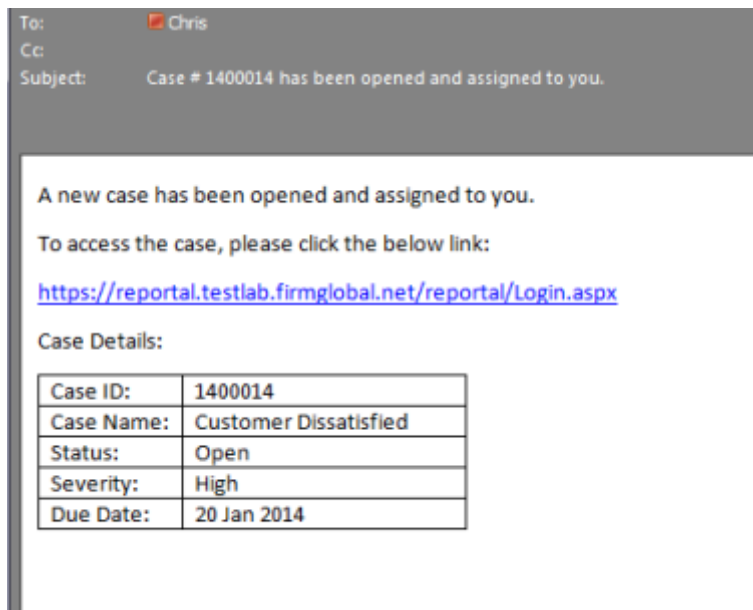 To: Chris
Cc:
Subject: Case # 1400014 has been opened and assigned to you.
A new case has been opened and assigned to you.
To access the case, please click the below link:
https://reportal.testlab.firmglobal.net/reportal/Login.aspx
Case Details:
Case ID: 1400014
Case Name: Customer Dissatisfied
Status: Open
Severity: High
Due Date: 20 Jan 2014